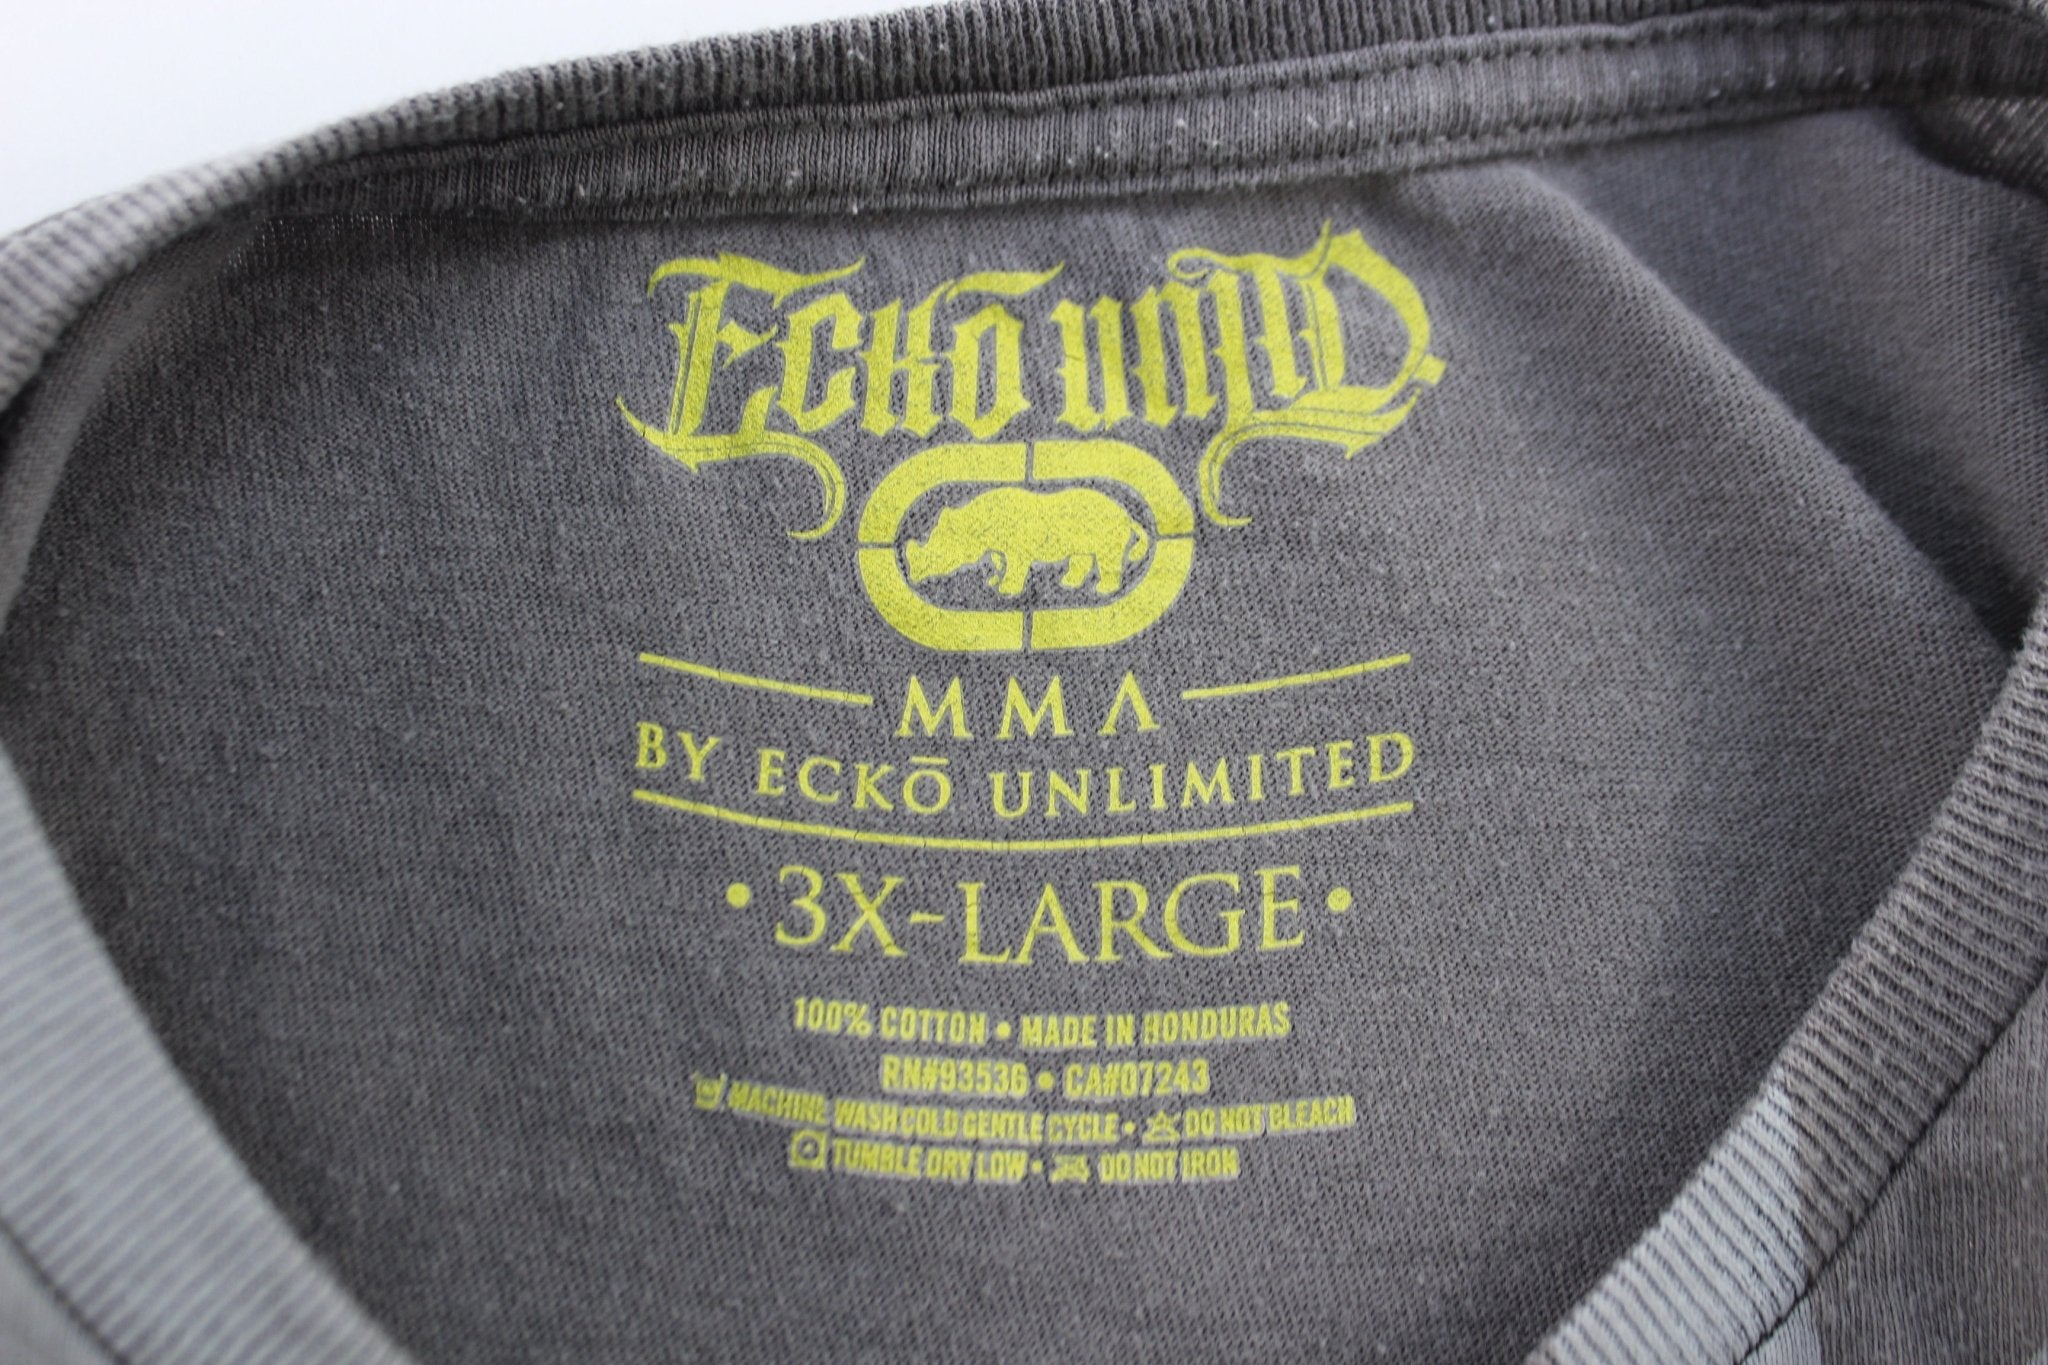 Eckō unltd.
MMA
BY ECKŌ UNLIMITED
• 3X-LARGE •
100% COTTON • MADE IN HONDURAS
RN#93536 • CA#07243
MACHINE WASH COLD GENTLE CYCLE • DO NOT BLEACH
TUMBLE DRY LOW • DO NOT IRON